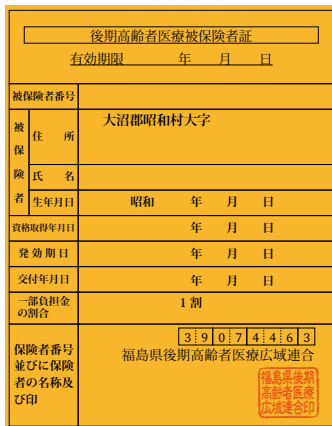 後期高齢者医療被保険者証
有効期限 年 月 日
被保険者番号
被保険者
住 所 大沼郡昭和村大字
氏 名
生年月日 昭和 年 月 日
資格取得年月日 年 月 日
発効期日 年 月 日
交付年月日 年 月 日
一部負担金
の割合 1割
保険者番号
並びに保険
者の名称及
び印
39074463
福島県後期高齢者医療広域連合
福島県後期
高齢者医療
広域連合印